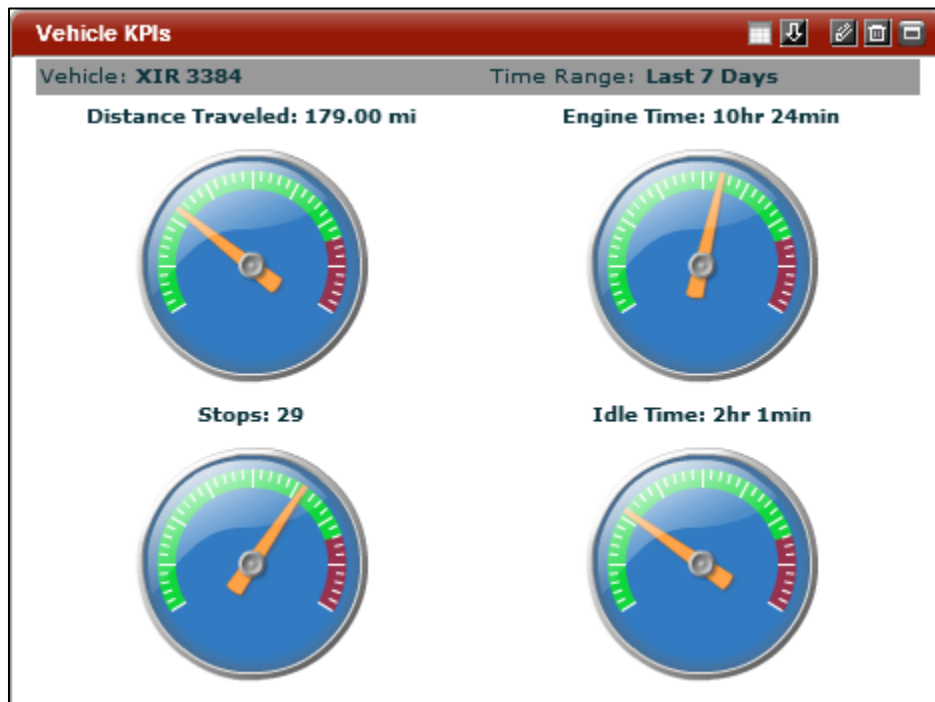 Vehicle KPIs
Vehicle: XIR 3384 Time Range: Last 7 Days
Distance Traveled: 179.00 mi Engine Time: 10hr 24min
Stops: 29 Idle Time: 2hr 1min